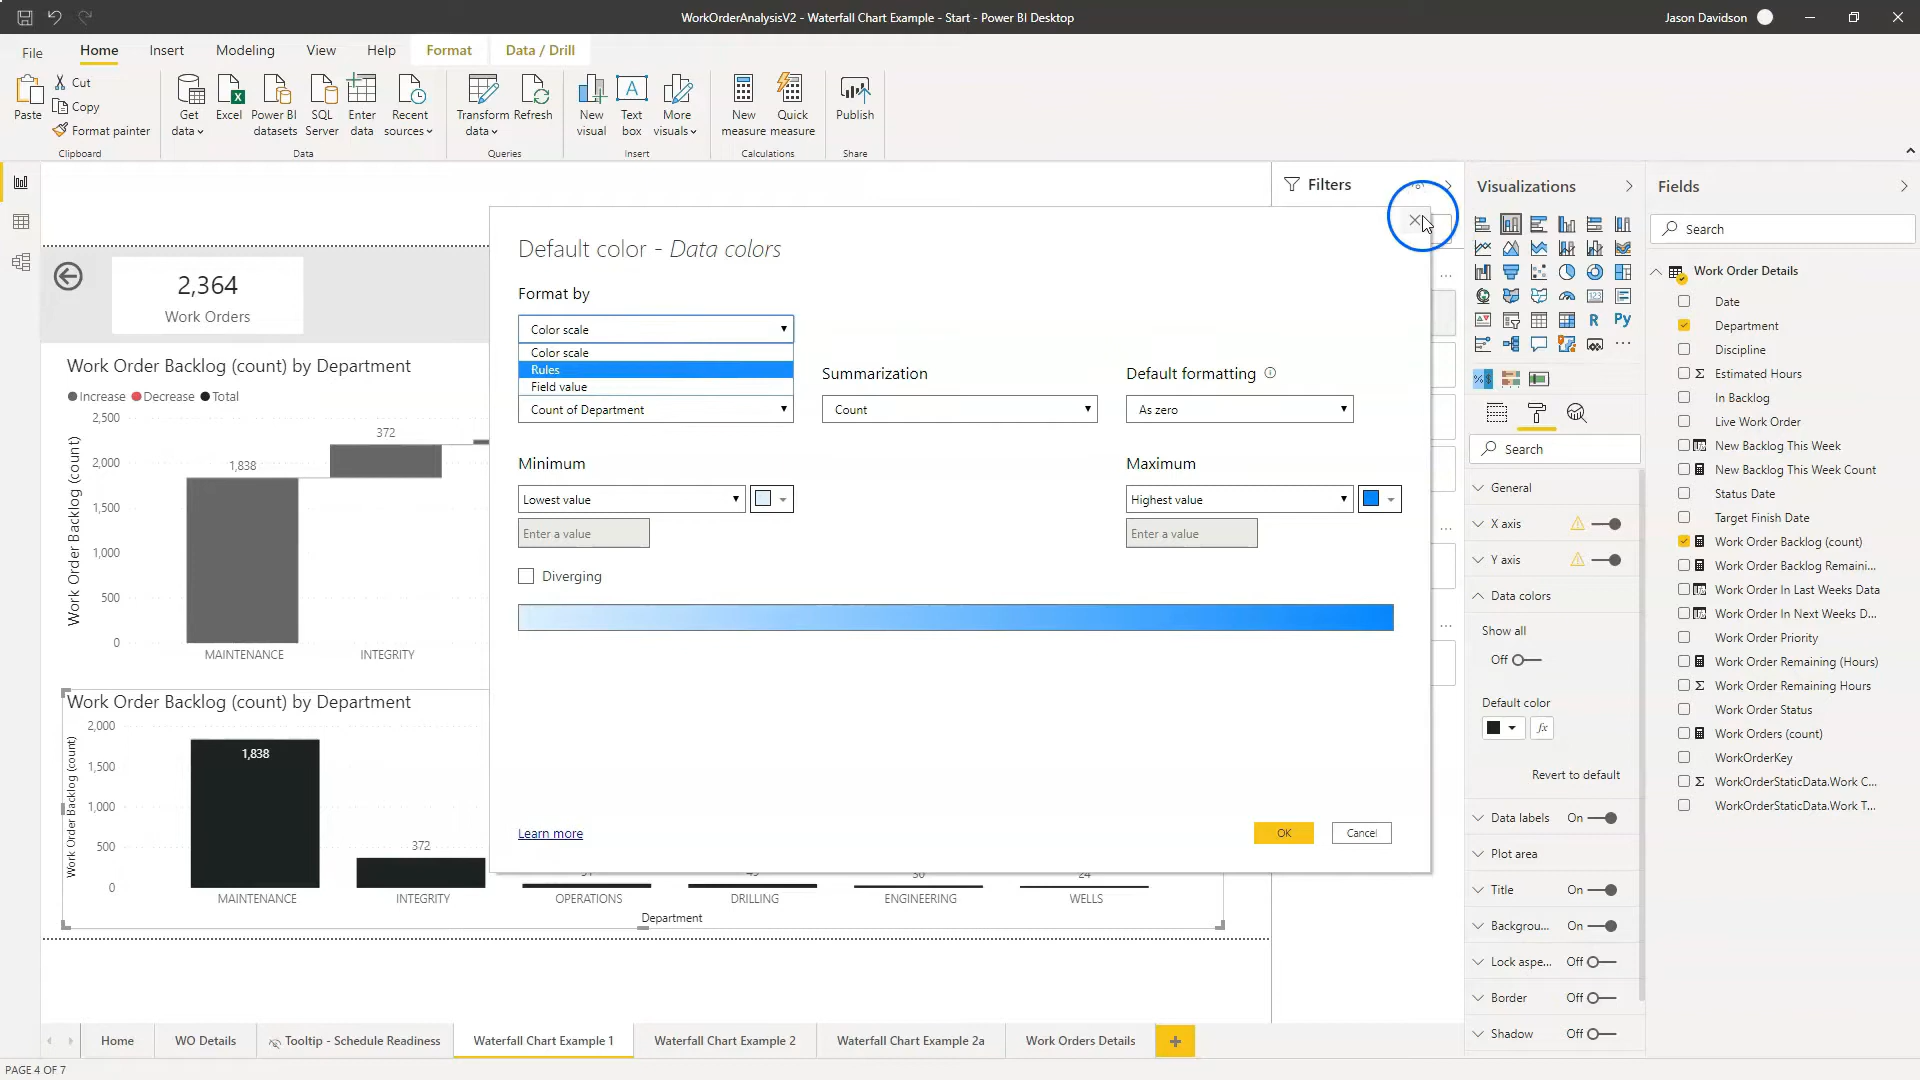 WorkOrderAnalysisV2 - Waterfall Chart Example - Start - Power BI Desktop
Jason Davidson
File
Home
Insert
Modeling
View
Help
Format
Data / Drill
Paste
Cut
Copy
Format painter
Clipboard
Get
data
Excel
Power BI
datasets
SQL
Server
Enter
data
Recent
sources
Data
Transform
data
Refresh
Queries
New
visual
Text
box
More
visuals
Insert
New
measure
Quick
measure
Calculations
Publish
Share
2,364
Work Orders
Work Order Backlog (count) by Department
Increase Decrease Total
Work Order Backlog (count)
2,500
2,000
1,500
1,000
500
0
1,838
372
MAINTENANCE
INTEGRITY
Work Order Backlog (count) by Department
Work Order Backlog (count)
2,000
1,500
1,000
500
0
1,838
372
24
MAINTENANCE
INTEGRITY
OPERATIONS
DRILLING
ENGINEERING
WELLS
Department
Default color - Data colors
Format by
Color scale
Color scale
Rules
Field value
Count of Department
Summarization
Count
Default formatting
As zero
Minimum
Lowest value
Enter a value
Maximum
Highest value
Enter a value
Diverging
Learn more
OK
Cancel
Filters
Visualizations
R
Py
123
Search
General
X axis
Y axis
Data colors
Show all
Off
Default color
fx
Revert to default
Data labels On
Plot area
Title On
Backgrou... On
Lock aspe... Off
Border Off
Shadow Off
Fields
Search
Work Order Details
Date
Department
Discipline
Estimated Hours
In Backlog
Live Work Order
New Backlog This Week
New Backlog This Week Count
Status Date
Target Finish Date
Work Order Backlog (count)
Work Order Backlog Remaini...
Work Order In Last Weeks Data
Work Order In Next Weeks D...
Work Order Priority
Work Order Remaining (Hours)
Work Order Remaining Hours
Work Order Status
Work Orders (count)
WorkOrderKey
WorkOrderStaticData.Work C...
WorkOrderStaticData.Work T...
Home
WO Details
Tooltip - Schedule Readiness
Waterfall Chart Example 1
Waterfall Chart Example 2
Waterfall Chart Example 2a
Work Orders Details
PAGE 4 OF 7